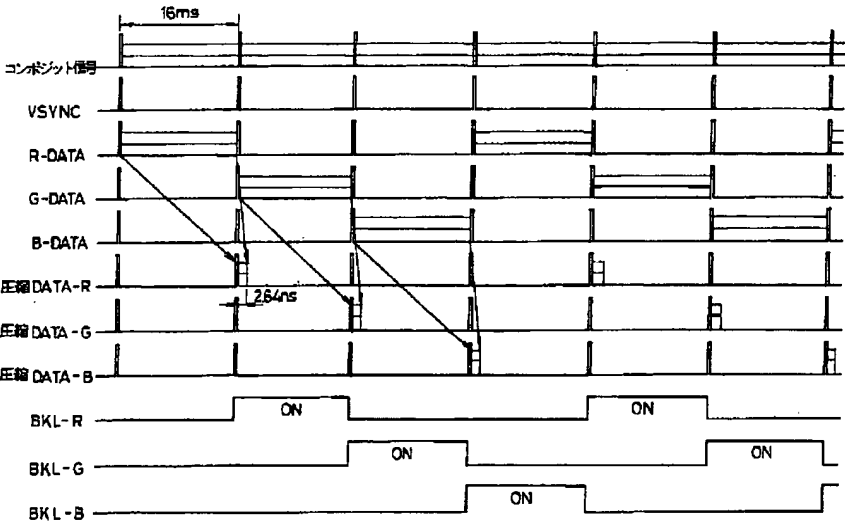 16ms
コンポジット信号
VSYNC
R-DATA
G-DATA
B-DATA
圧縮DATA-R
2.64ns
圧縮DATA-G
圧縮DATA-B
BKL-R ON ON
BKL-G ON ON
BKL-B ON